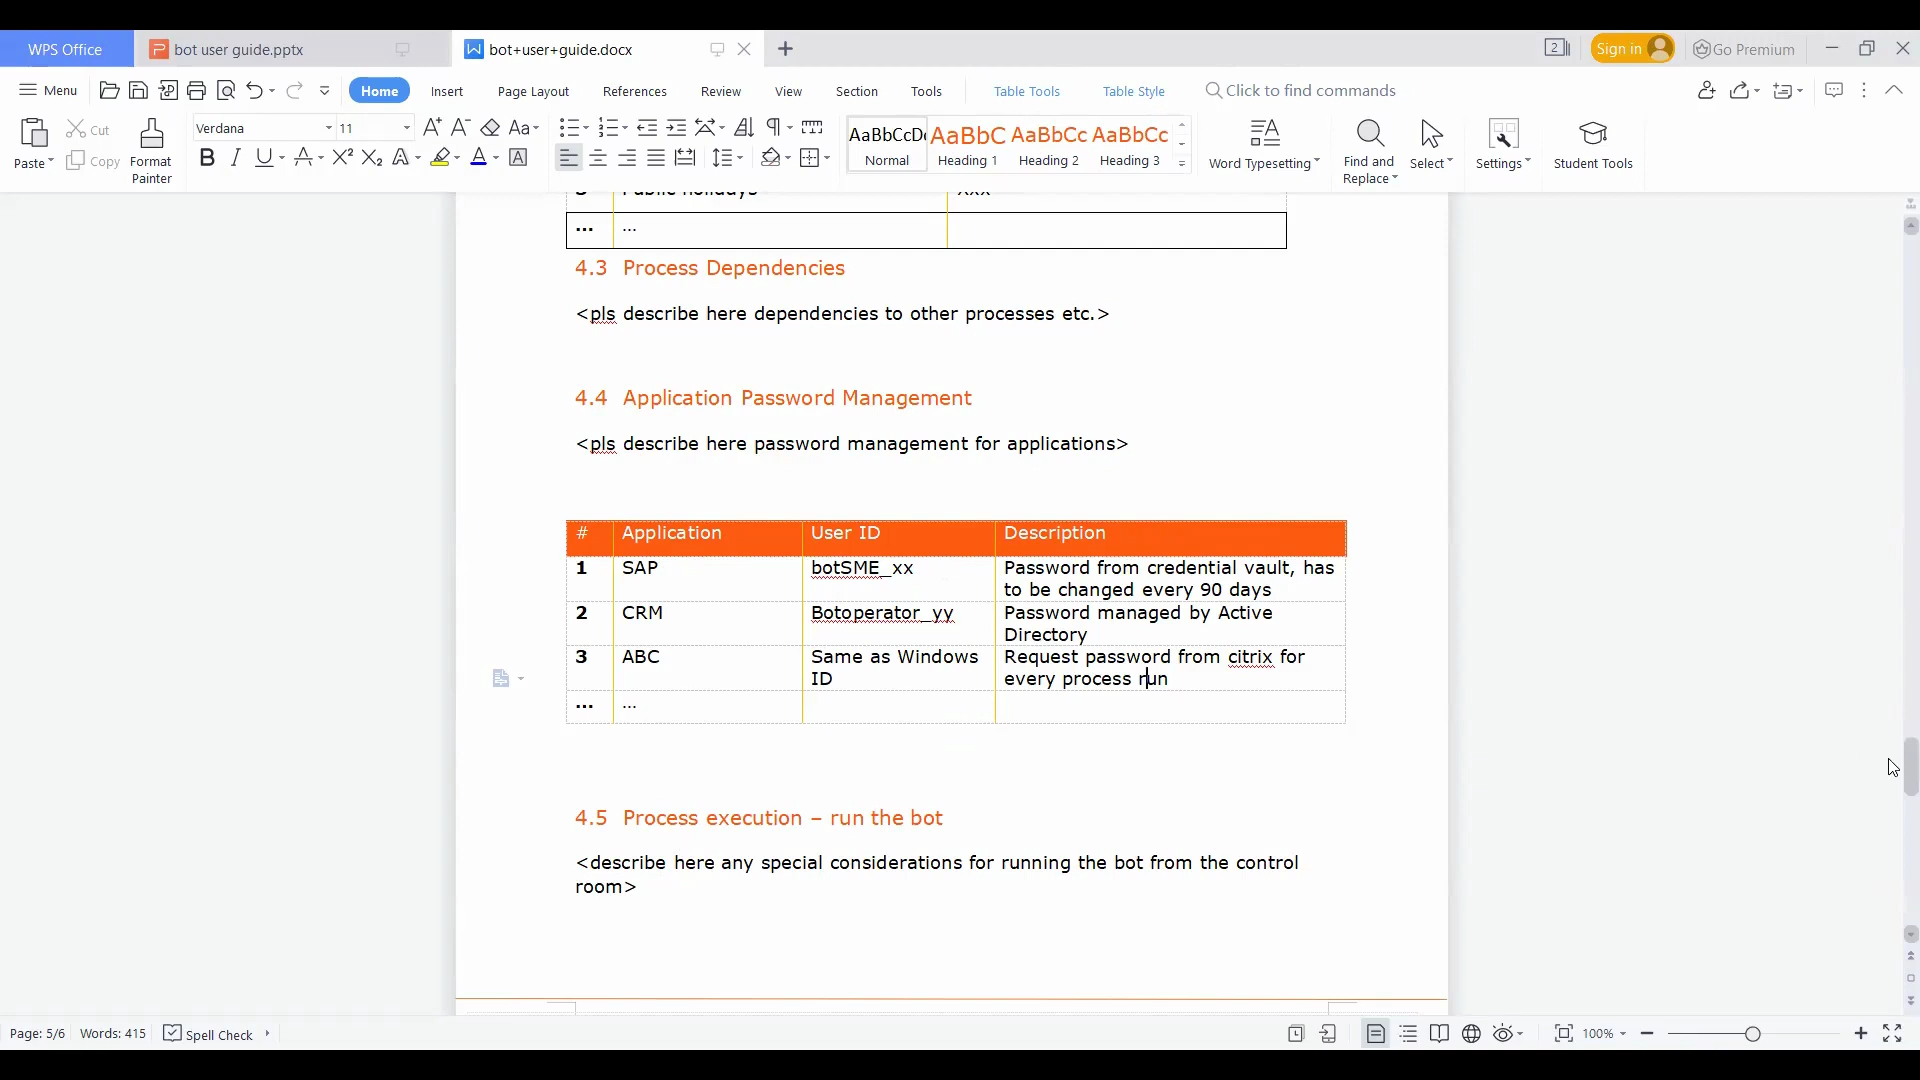 WPS Office
bot user guide.pptx
bot+user+guide.docx
2
Sign in
Go Premium
Menu
Home
Insert
Page Layout
References
Review
View
Section
Tools
Table Tools
Table Style
Click to find commands
Paste
Cut
Copy
Format
Painter
Verdana
11
AaBbCcD
Normal
AaBbC
Heading 1
AaBbCc
Heading 2
AaBbCc
Heading 3
Word Typesetting
Find and
Replace
Select
Settings
Student Tools
Public holidays
xxx
... ...
4.3 Process Dependencies
<pls describe here dependencies to other processes etc.>
4.4 Application Password Management
<pls describe here password management for applications>
# Application User ID Description
1 SAP botSME_xx Password from credential vault, has
to be changed every 90 days
2 CRM Botoperator_yy Password managed by Active
Directory
3 ABC Same as Windows Request password from citrix for
ID every process run
... ...
4.5 Process execution – run the bot
<describe here any special considerations for running the bot from the control
room>
Page: 5/6 Words: 415 Spell Check 100%